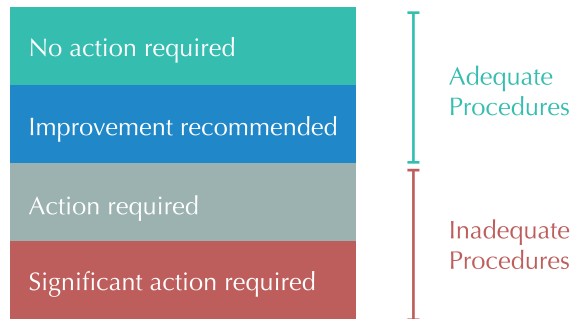 No action required
Improvement recommended
Adequate
Procedures
Action required
Significant action required
Inadequate
Procedures